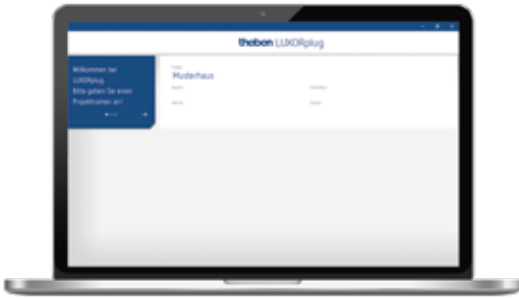 theben LUXORplug
Willkommen bei
LUXORplug.
Bitte geben Sie einen
Projektnamen an!
Musterhaus